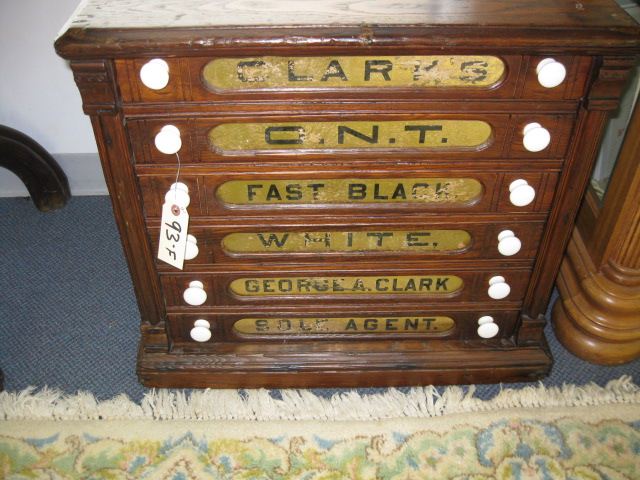 CLARK'S
O.N.T.
FAST BLACK.
WHITE.
GEORGE A. CLARK
SOLE AGENT.
93-F